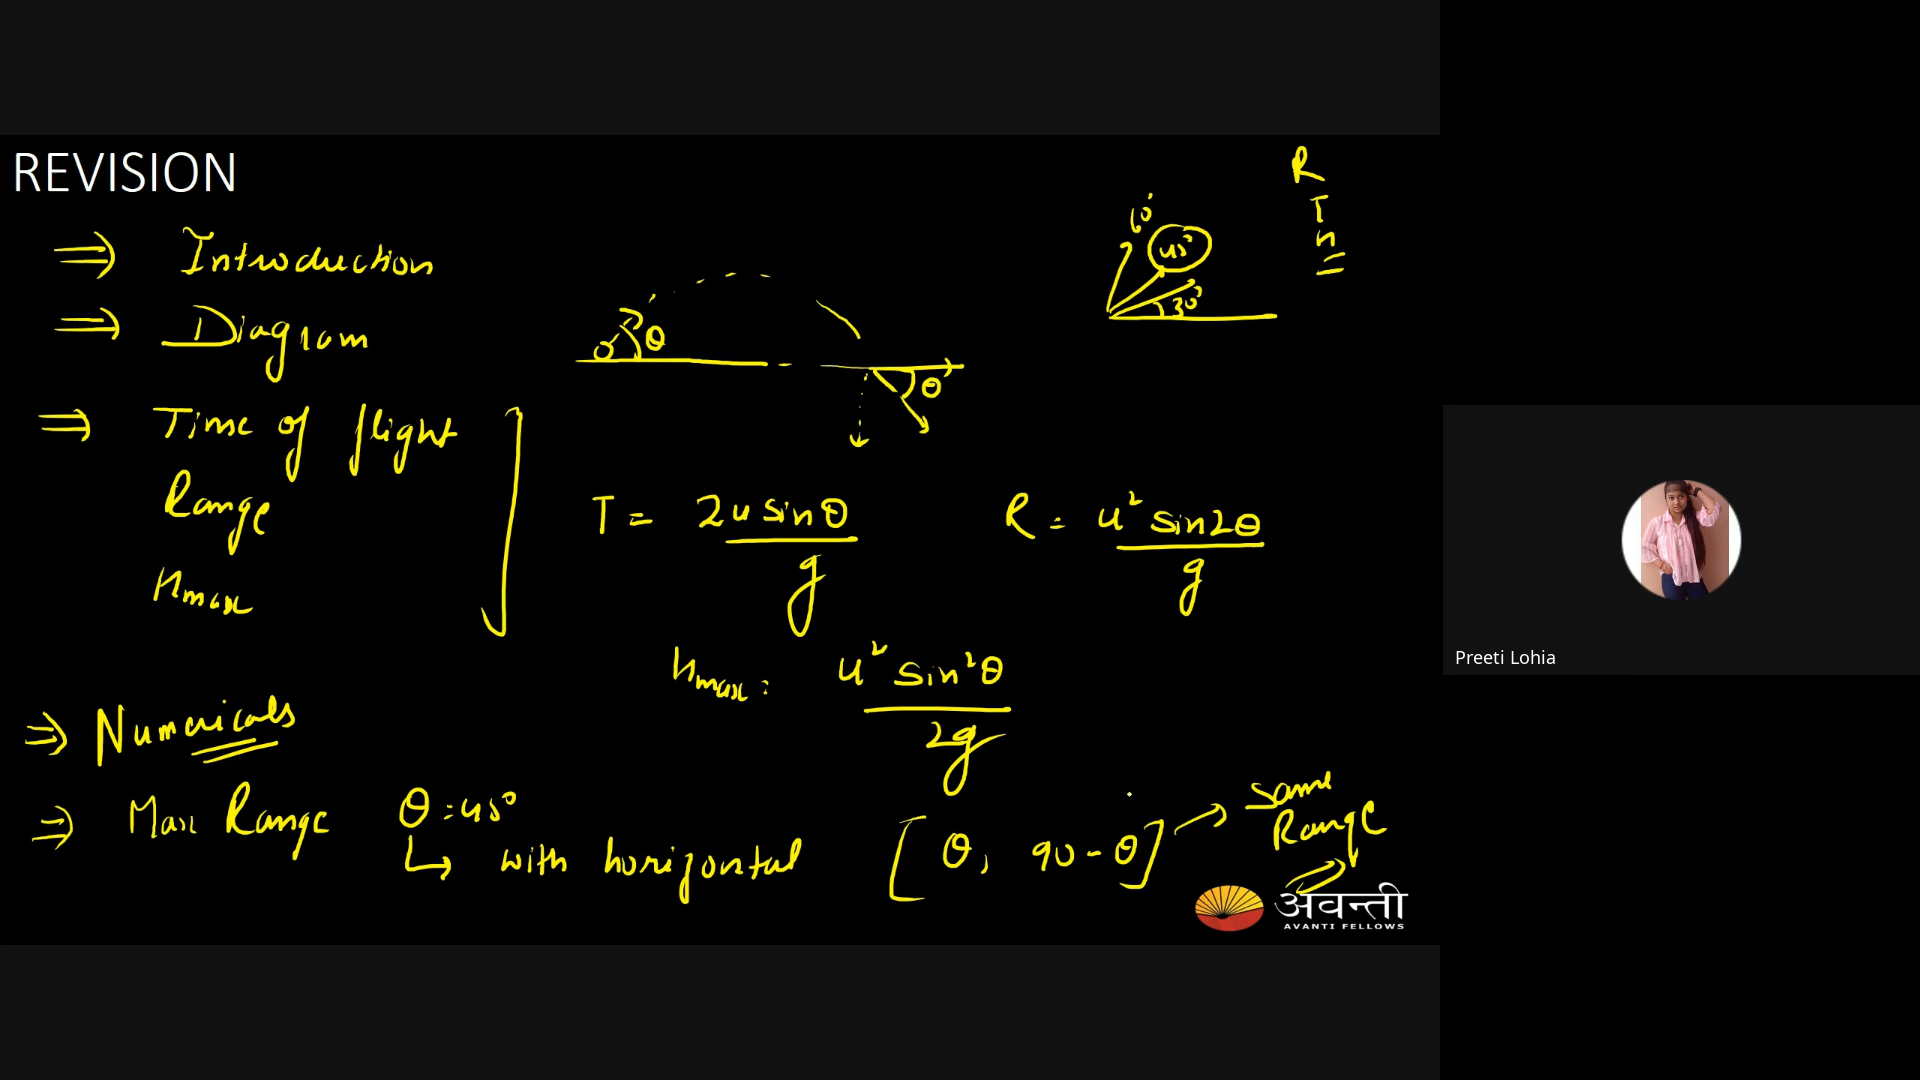 REVISION
⇒ Introduction
⇒ Diagram
θ
θ
60°
45°
30°
R
T
H
⇒ Time of flight
Range
Hmax
T = 2u sinθ / g
R = u² sin2θ / g
Hmax = u² sin²θ / 2g
⇒ Numericals
⇒ Max Range θ = 45°
↳ with horizontal
[θ, 90 - θ] → Same Range
अवन्ती
AVANTI FELLOWS
Preeti Lohia